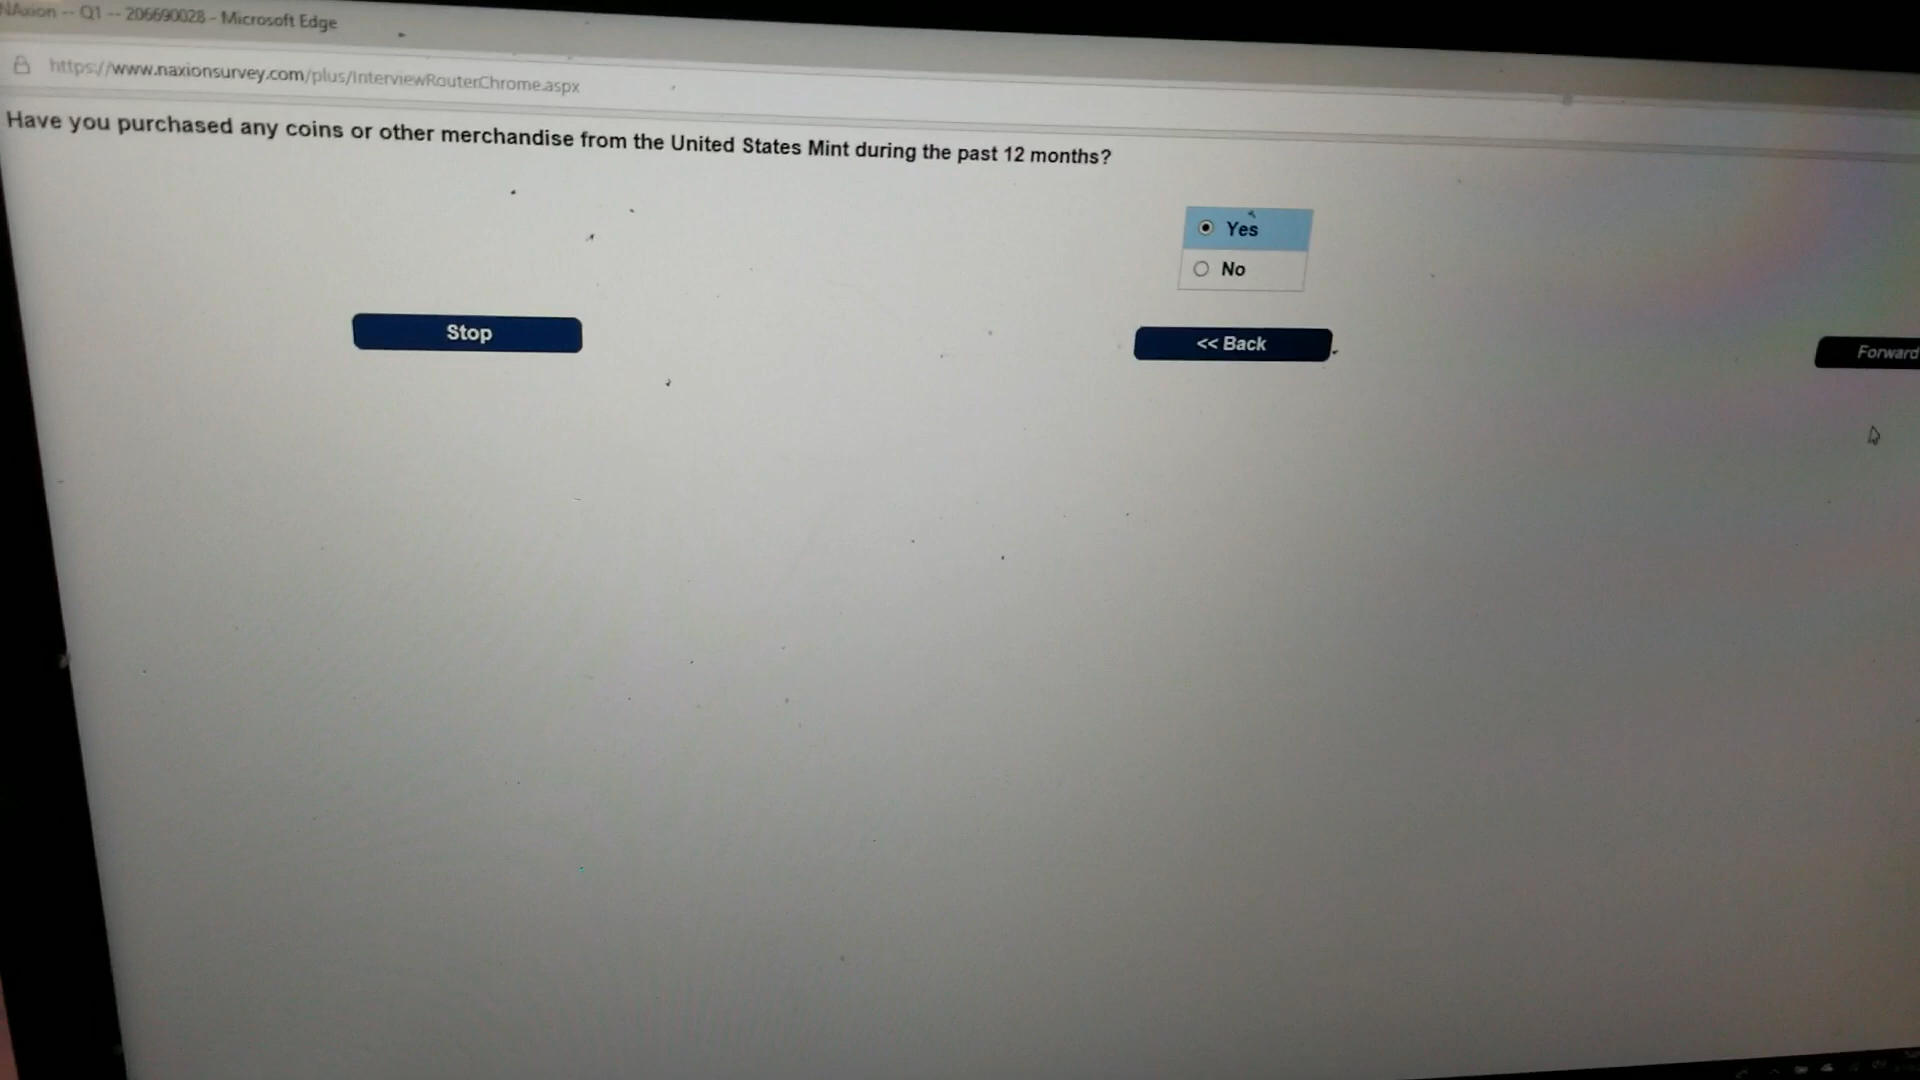 NAxion -- Q1 -- 206690028 - Microsoft Edge
https://www.naxionsurvey.com/plus/InterviewRouterChrome.aspx
Have you purchased any coins or other merchandise from the United States Mint during the past 12 months?
Yes
No
Stop
<< Back
Forward